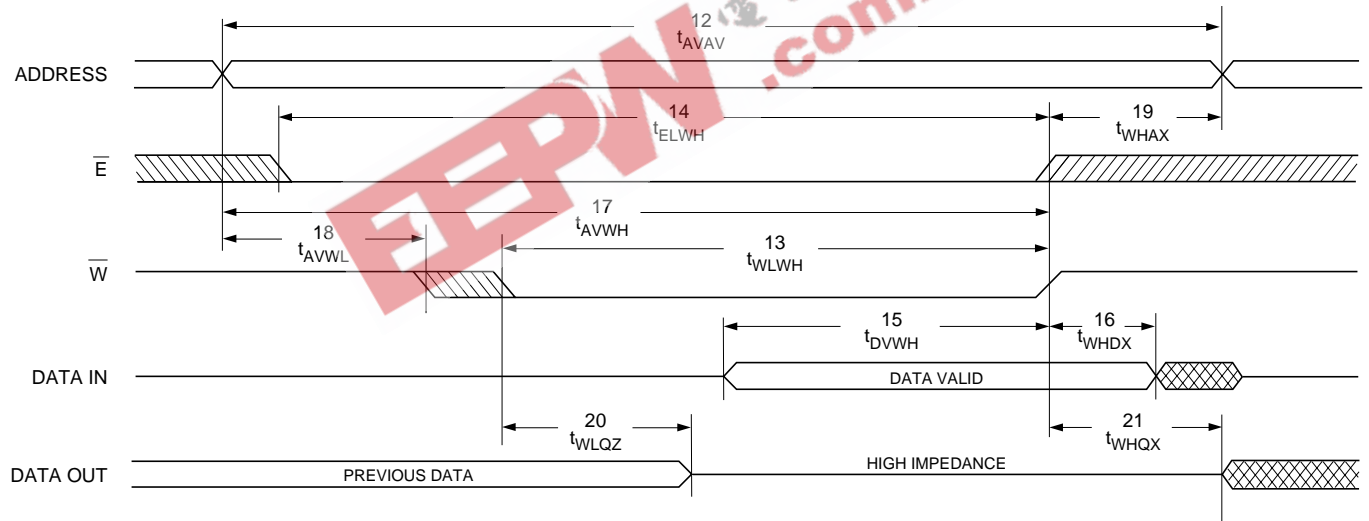 12
tAVAV
ADDRESS
14
tELWH
19
tWHAX
E
17
tAVWH
18
tAVWL
13
tWLWH
W
15
tDVWH
16
tWHDX
DATA IN
DATA VALID
20
tWLQZ
21
tWHQX
DATA OUT
PREVIOUS DATA
HIGH IMPEDANCE
EEPW
.com